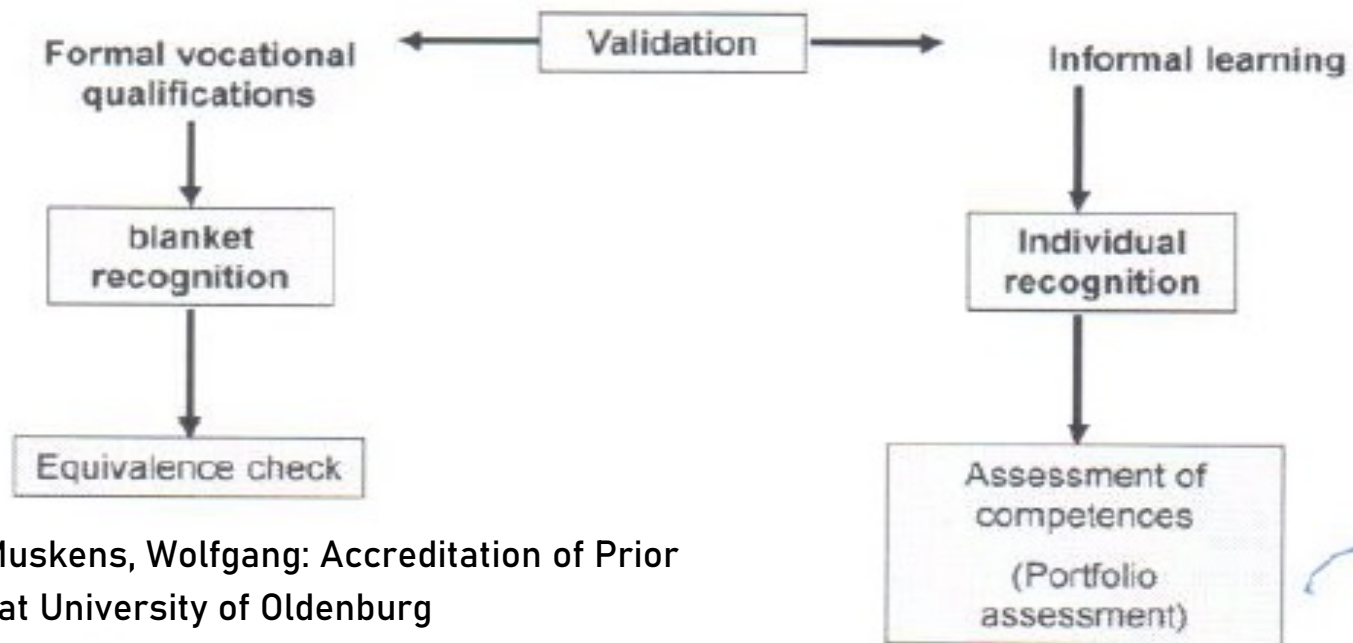 Validation
Formal vocational
qualifications
Informal learning
blanket
recognition
Individual
recognition
Equivalence check
Assessment of
competences
(Portfolio
assessment)
Muskens, Wolfgang: Accreditation of Prior
at University of Oldenburg